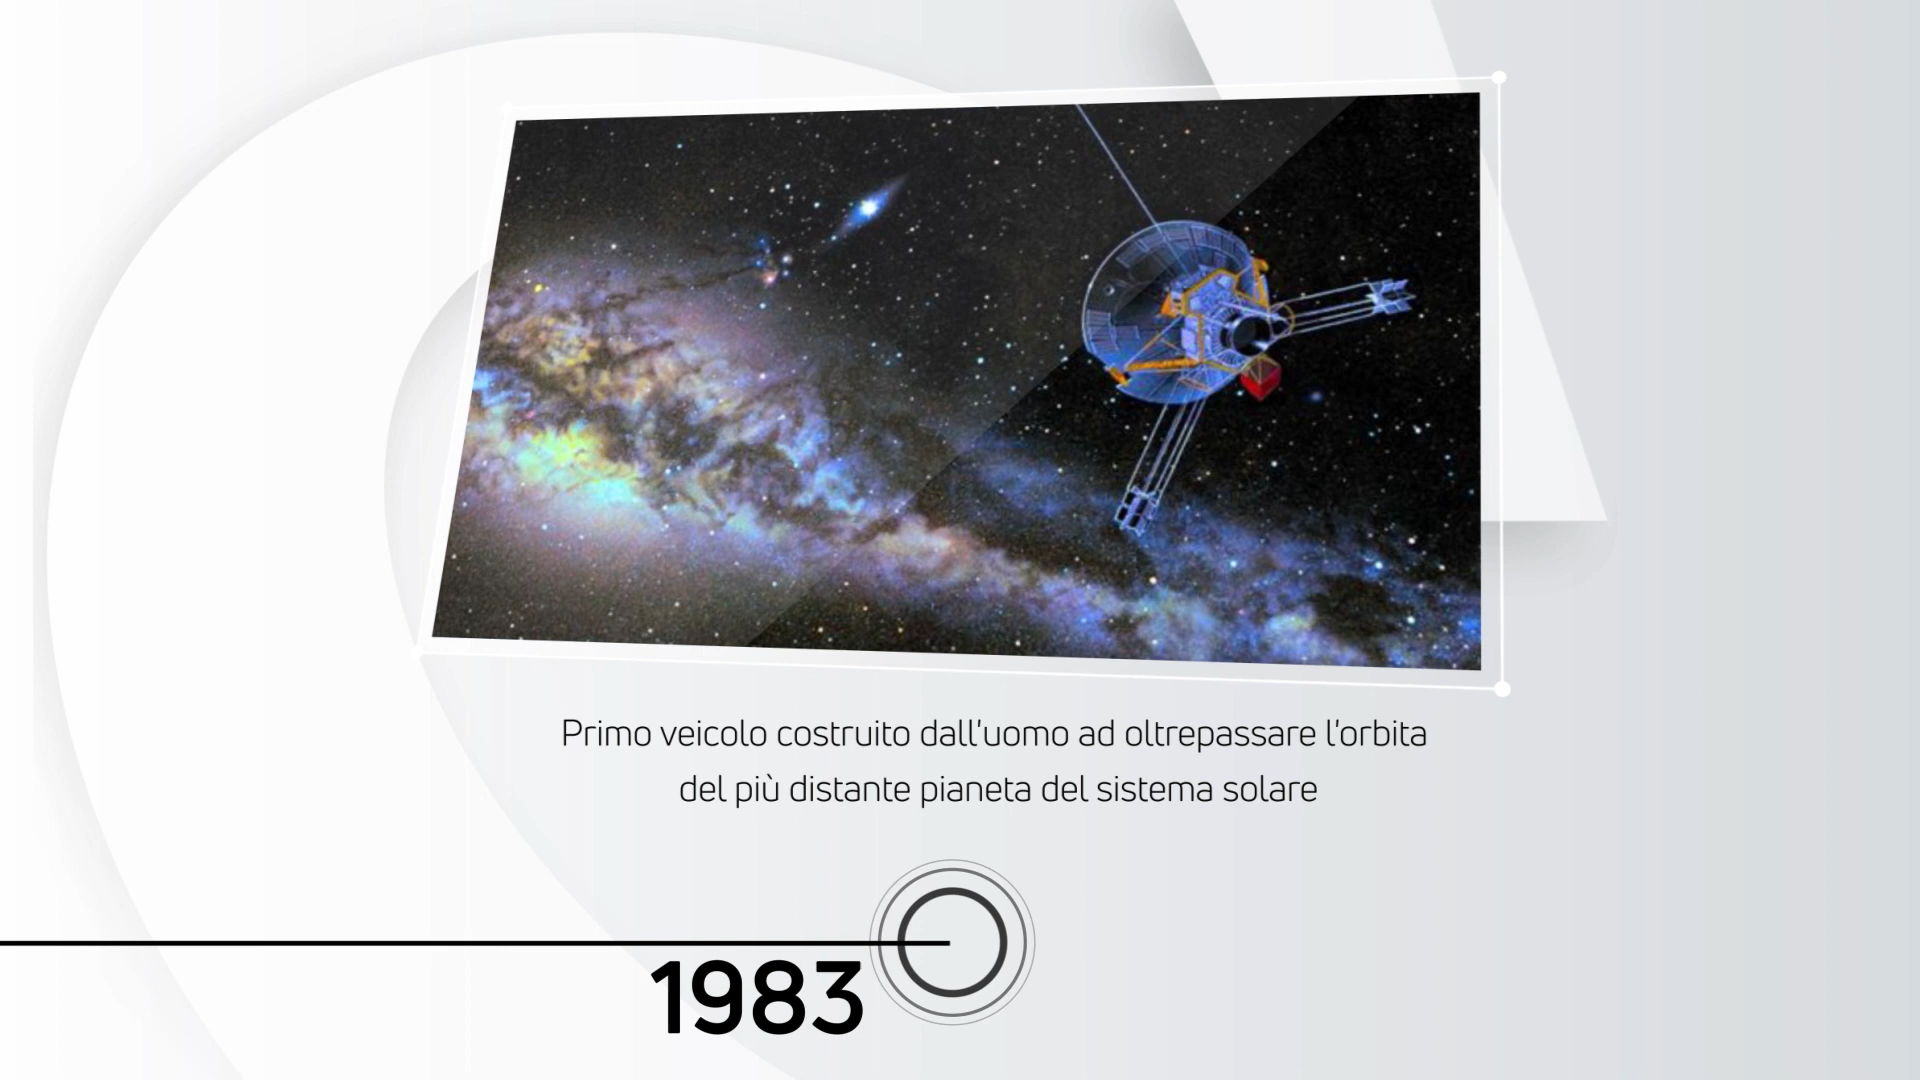 Primo veicolo costruito dall'uomo ad oltrepassare l'orbita
del più distante pianeta del sistema solare
1983